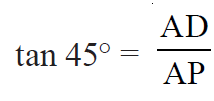 tan 45° = AD/AP